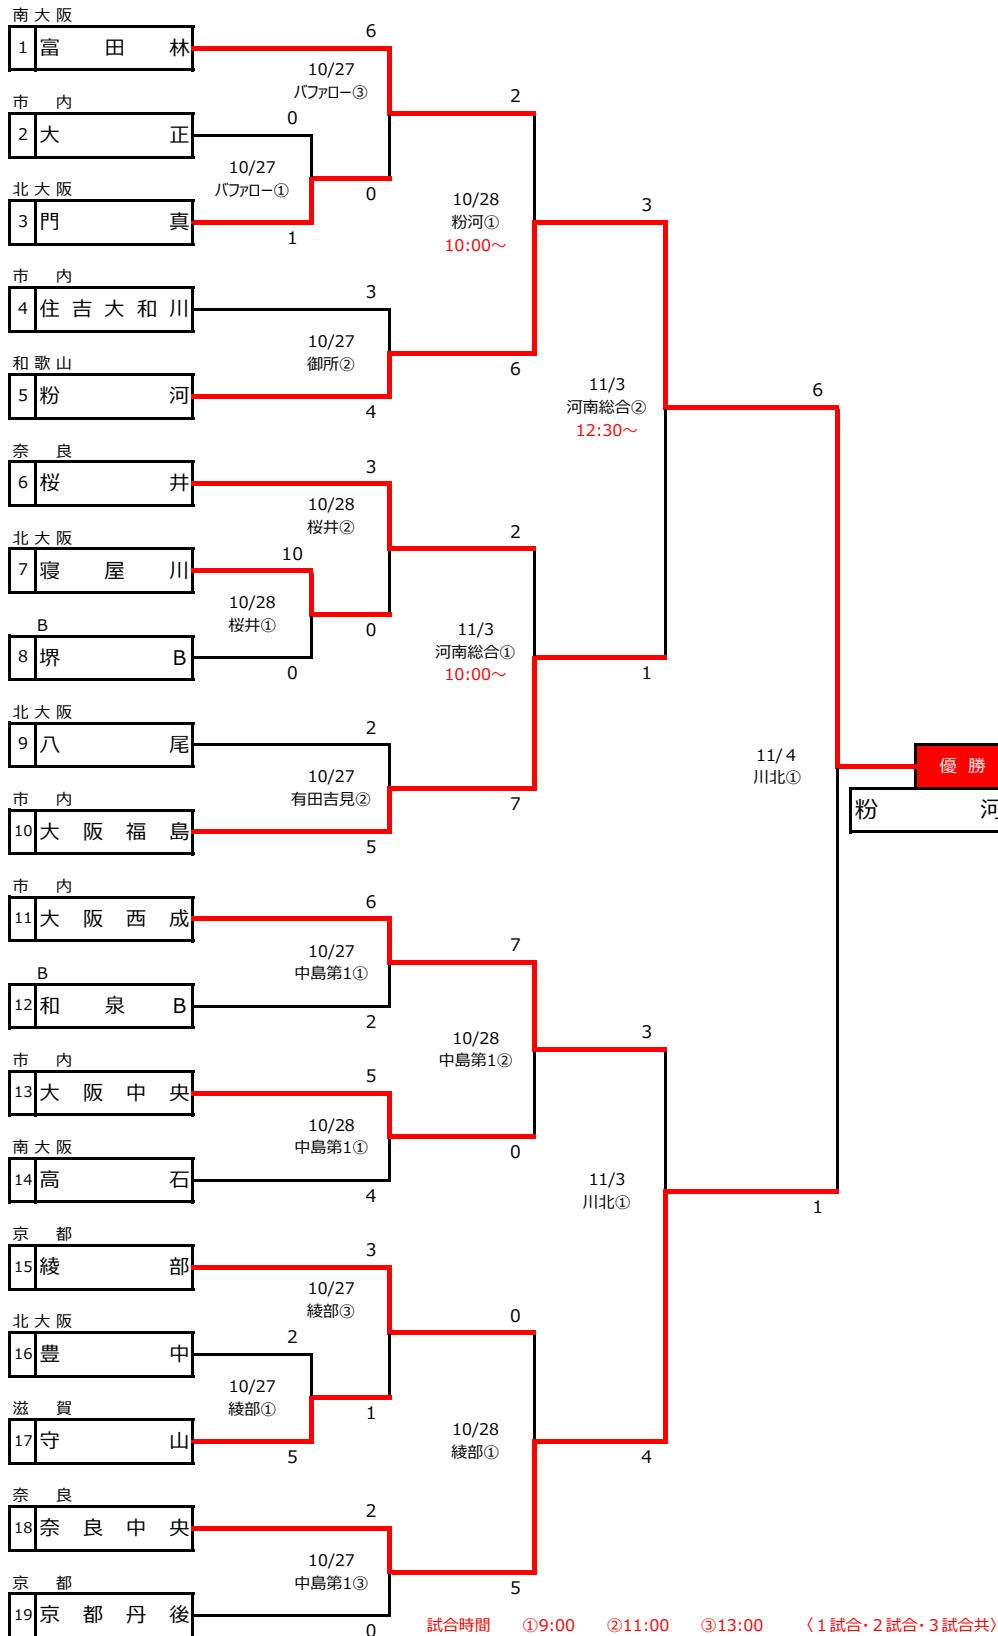 南大阪
1 富田林
6
10/27
バファロー③
市内
2 大正
0
10/27
バファロー①
北大阪
3 門真
1
0
2
10/28
粉河①
10:00～
市内
4 住吉大和川
3
10/27
御所②
和歌山
5 粉河
4
6
3
11/3
河南総合②
12:30～
奈良
6 桜井
3
10/28
桜井②
北大阪
7 寝屋川
10
10/28
桜井①
B
8 堺B
0
0
2
11/3
河南総合①
10:00～
北大阪
9 八尾
2
10/27
有田吉見②
市内
10 大阪福島
5
7
1
6
11/4
川北①
優勝
粉河
市内
11 大阪西成
6
10/27
中島第1①
B
12 和泉B
2
7
10/28
中島第1②
市内
13 大阪中央
5
10/28
中島第1①
南大阪
14 高石
4
0
3
11/3
川北①
1
京都
15 綾部
3
10/27
綾部③
北大阪
16 豊中
2
10/27
綾部①
滋賀
17 守山
5
1
0
10/28
綾部①
4
奈良
18 奈良中央
2
10/27
中島第1③
京都
19 京都丹後
0
5
試合時間 ①9:00 ②11:00 ③13:00 〈1試合・2試合・3試合共〉